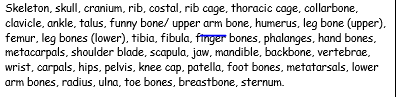 Skeleton, skull, cranium, rib, costal, rib cage, thoracic cage, collarbone,
clavicle, ankle, talus, funny bone/ upper arm bone, humerus, leg bone (upper),
femur, leg bones (lower), tibia, fibula, finger bones, phalanges, hand bones,
metacarpals, shoulder blade, scapula, jaw, mandible, backbone, vertebrae,
wrist, carpals, hips, pelvis, knee cap, patella, foot bones, metatarsals, lower
arm bones, radius, ulna, toe bones, breastbone, sternum.